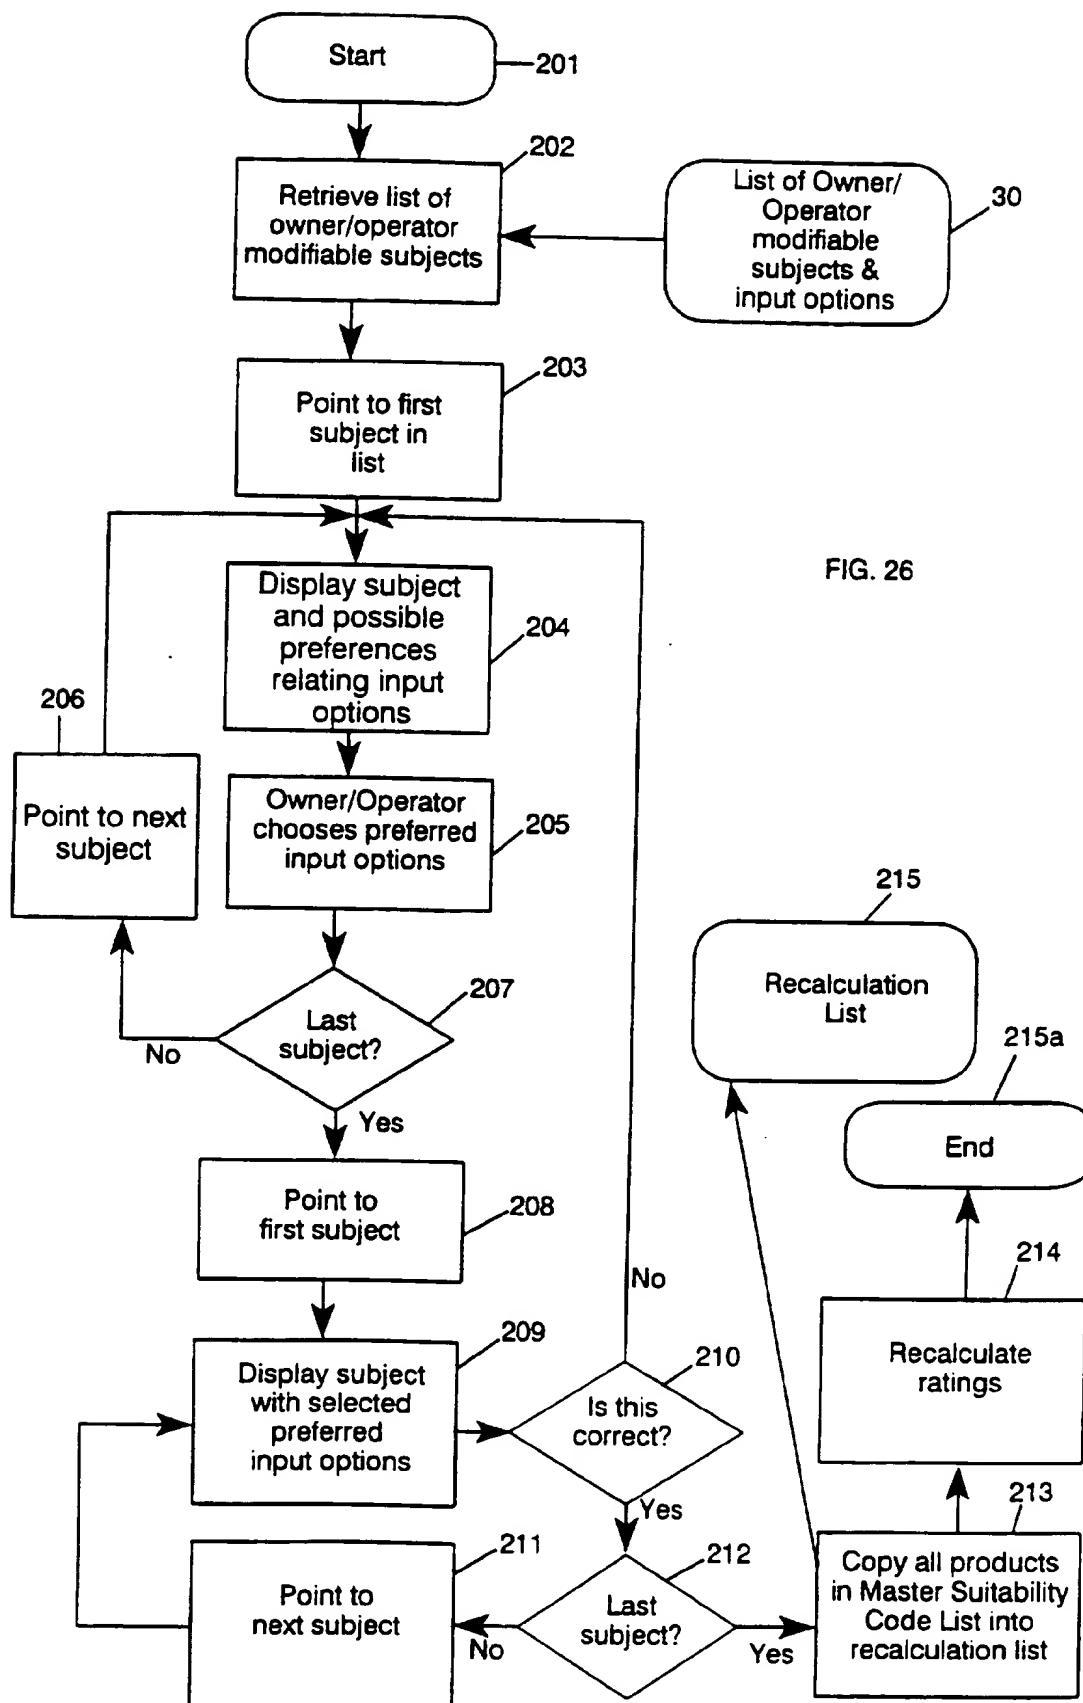 Start
201
202
Retrieve list of
owner/operator
modifiable subjects
List of Owner/
Operator
modifiable
subjects &
input options
30
203
Point to first
subject in
list
FIG. 26
Display subject
and possible
preferences
relating input
options
204
206
Point to next
subject
Owner/Operator
chooses preferred
input options
205
215
Recalculation
List
207
Last
subject?
No
Yes
215a
End
Point to
first subject
208
No
214
Recalculate
ratings
209
Display subject
with selected
preferred
input options
210
Is this
correct?
Yes
213
Copy all products
in Master Suitability
Code List into
recalculation list
211
Point to
next subject
212
Last
subject?
No
Yes